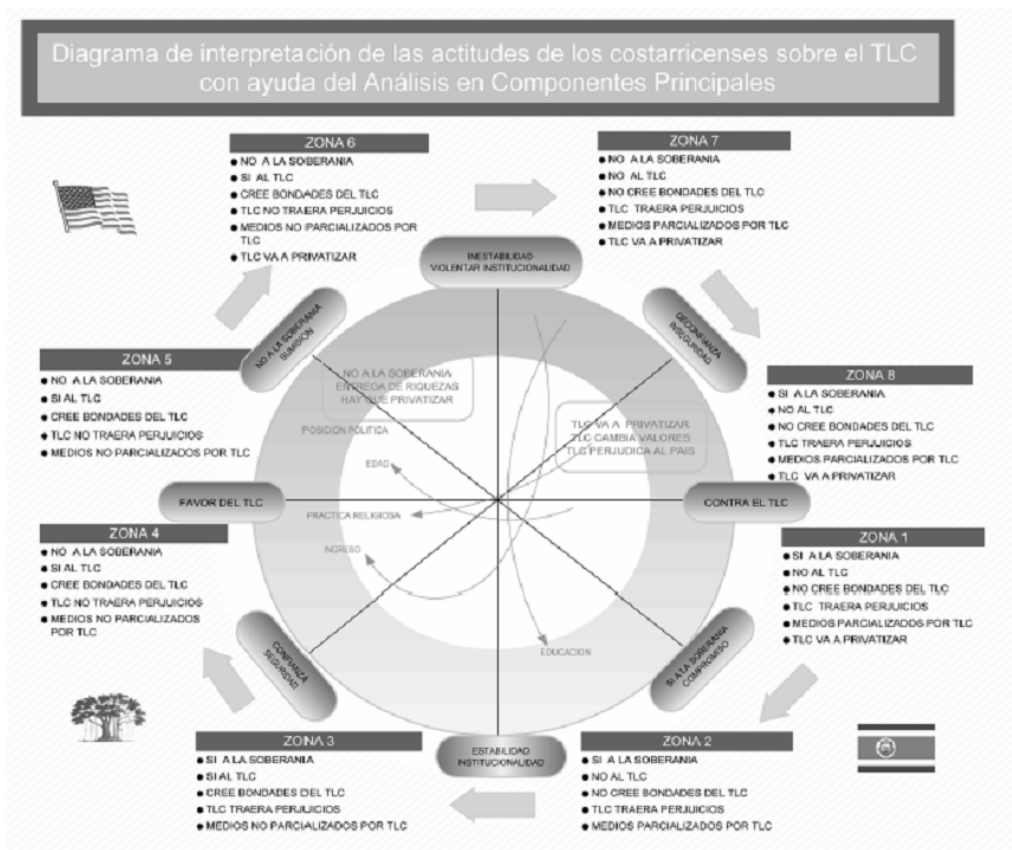 Diagrama de interpretación de las actitudes de los costarricenses sobre el TLC
con ayuda del Análisis en Componentes Principales
ZONA 6
NO A LA SOBERANIA
SI AL TLC
CREE BONDADES DEL TLC
TLC NO TRAERA PERJUICIOS
MEDIOS NO PARCIALIZADOS POR
TLC
TLC VA A PRIVATIZAR
ZONA 7
NO A LA SOBERANIA
NO AL TLC
NO CREE BONDADES DEL TLC
TLC TRAERA PERJUICIOS
MEDIOS PARCIALIZADOS POR TLC
TLC VA A PRIVATIZAR
INESTABILIDAD
VIOLENTAR INSTITUCIONALIDAD
NO A LA SOBERANIA
SUMISION
DECONFIANZA
INSEGURIDAD
ZONA 5
NO A LA SOBERANIA
SI AL TLC
CREE BONDADES DEL TLC
TLC NO TRAERA PERJUICIOS
MEDIOS NO PARCIALIZADOS POR TLC
NO A LA SOBERANIA
ENTREGA DE RIQUEZAS
HAY QUE PRIVATIZAR
TLC VA A PRIVATIZAR
TLC CAMBIA VALORES
TLC PERJUDICA AL PAIS
ZONA 8
SI A LA SOBERANIA
NO AL TLC
NO CREE BONDADES DEL TLC
TLC TRAERA PERJUICIOS
MEDIOS PARCIALIZADOS POR TLC
TLC VA A PRIVATIZAR
POSICION POLITICA
EDAD
PRACTICA RELIGIOSA
INGRESO
EDUCACION
FAVOR DEL TLC
CONTRA EL TLC
ZONA 4
NO A LA SOBERANIA
SI AL TLC
CREE BONDADES DEL TLC
TLC NO TRAERA PERJUICIOS
MEDIOS NO PARCIALIZADOS
POR TLC
ZONA 1
SI A LA SOBERANIA
NO AL TLC
NO CREE BONDADES DEL TLC
TLC TRAERA PERJUICIOS
MEDIOS PARCIALIZADOS POR TLC
TLC VA A PRIVATIZAR
CONFIANZA
SEGURIDAD
SI A LA SOBERANIA
COMPROMISO
ESTABILIDAD
INSTITUCIONALIDAD
ZONA 3
SI A LA SOBERANIA
SI AL TLC
CREE BONDADES DEL TLC
TLC TRAERA PERJUICIOS
MEDIOS NO PARCIALIZADOS POR TLC
ZONA 2
SI A LA SOBERANIA
NO AL TLC
NO CREE BONDADES DEL TLC
TLC TRAERA PERJUICIOS
MEDIOS PARCIALIZADOS POR TLC